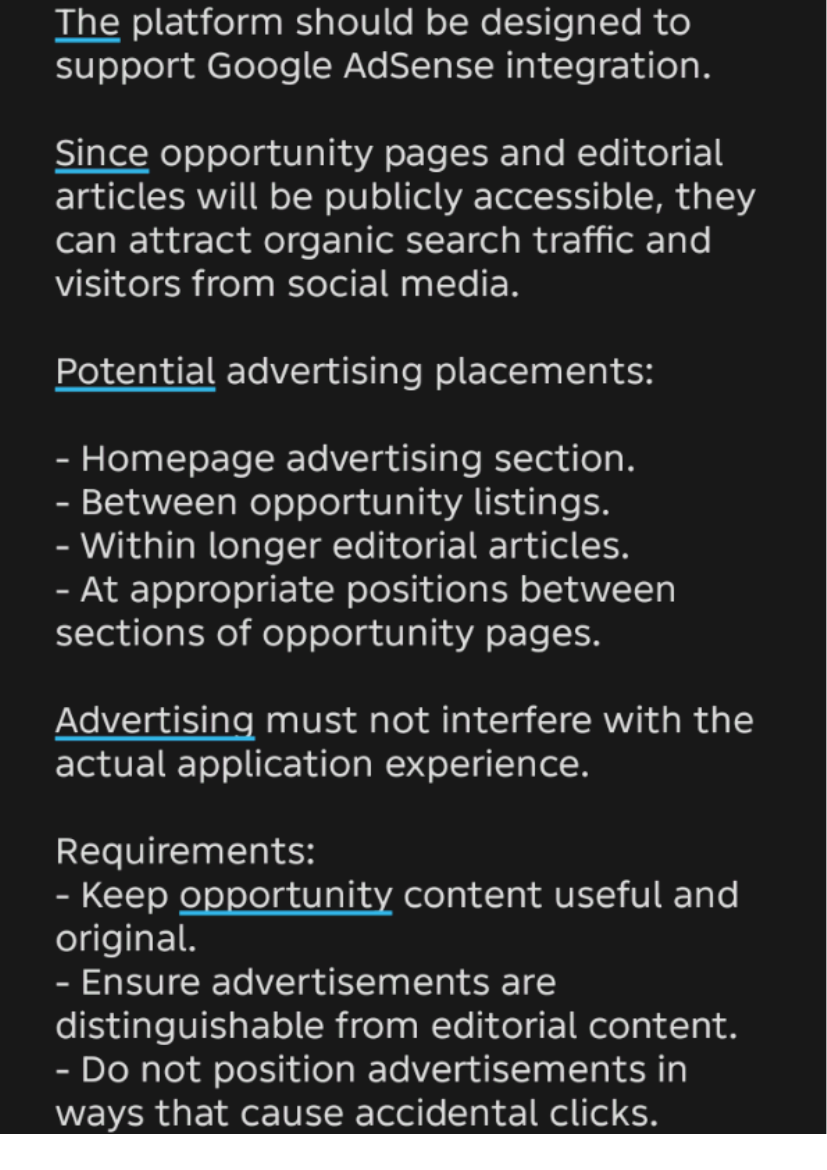 The platform should be designed to
support Google AdSense integration.
Since opportunity pages and editorial
articles will be publicly accessible, they
can attract organic search traffic and
visitors from social media.
Potential advertising placements:
- Homepage advertising section.
- Between opportunity listings.
- Within longer editorial articles.
- At appropriate positions between
sections of opportunity pages.
Advertising must not interfere with the
actual application experience.
Requirements:
- Keep opportunity content useful and
original.
- Ensure advertisements are
distinguishable from editorial content.
- Do not position advertisements in
ways that cause accidental clicks.